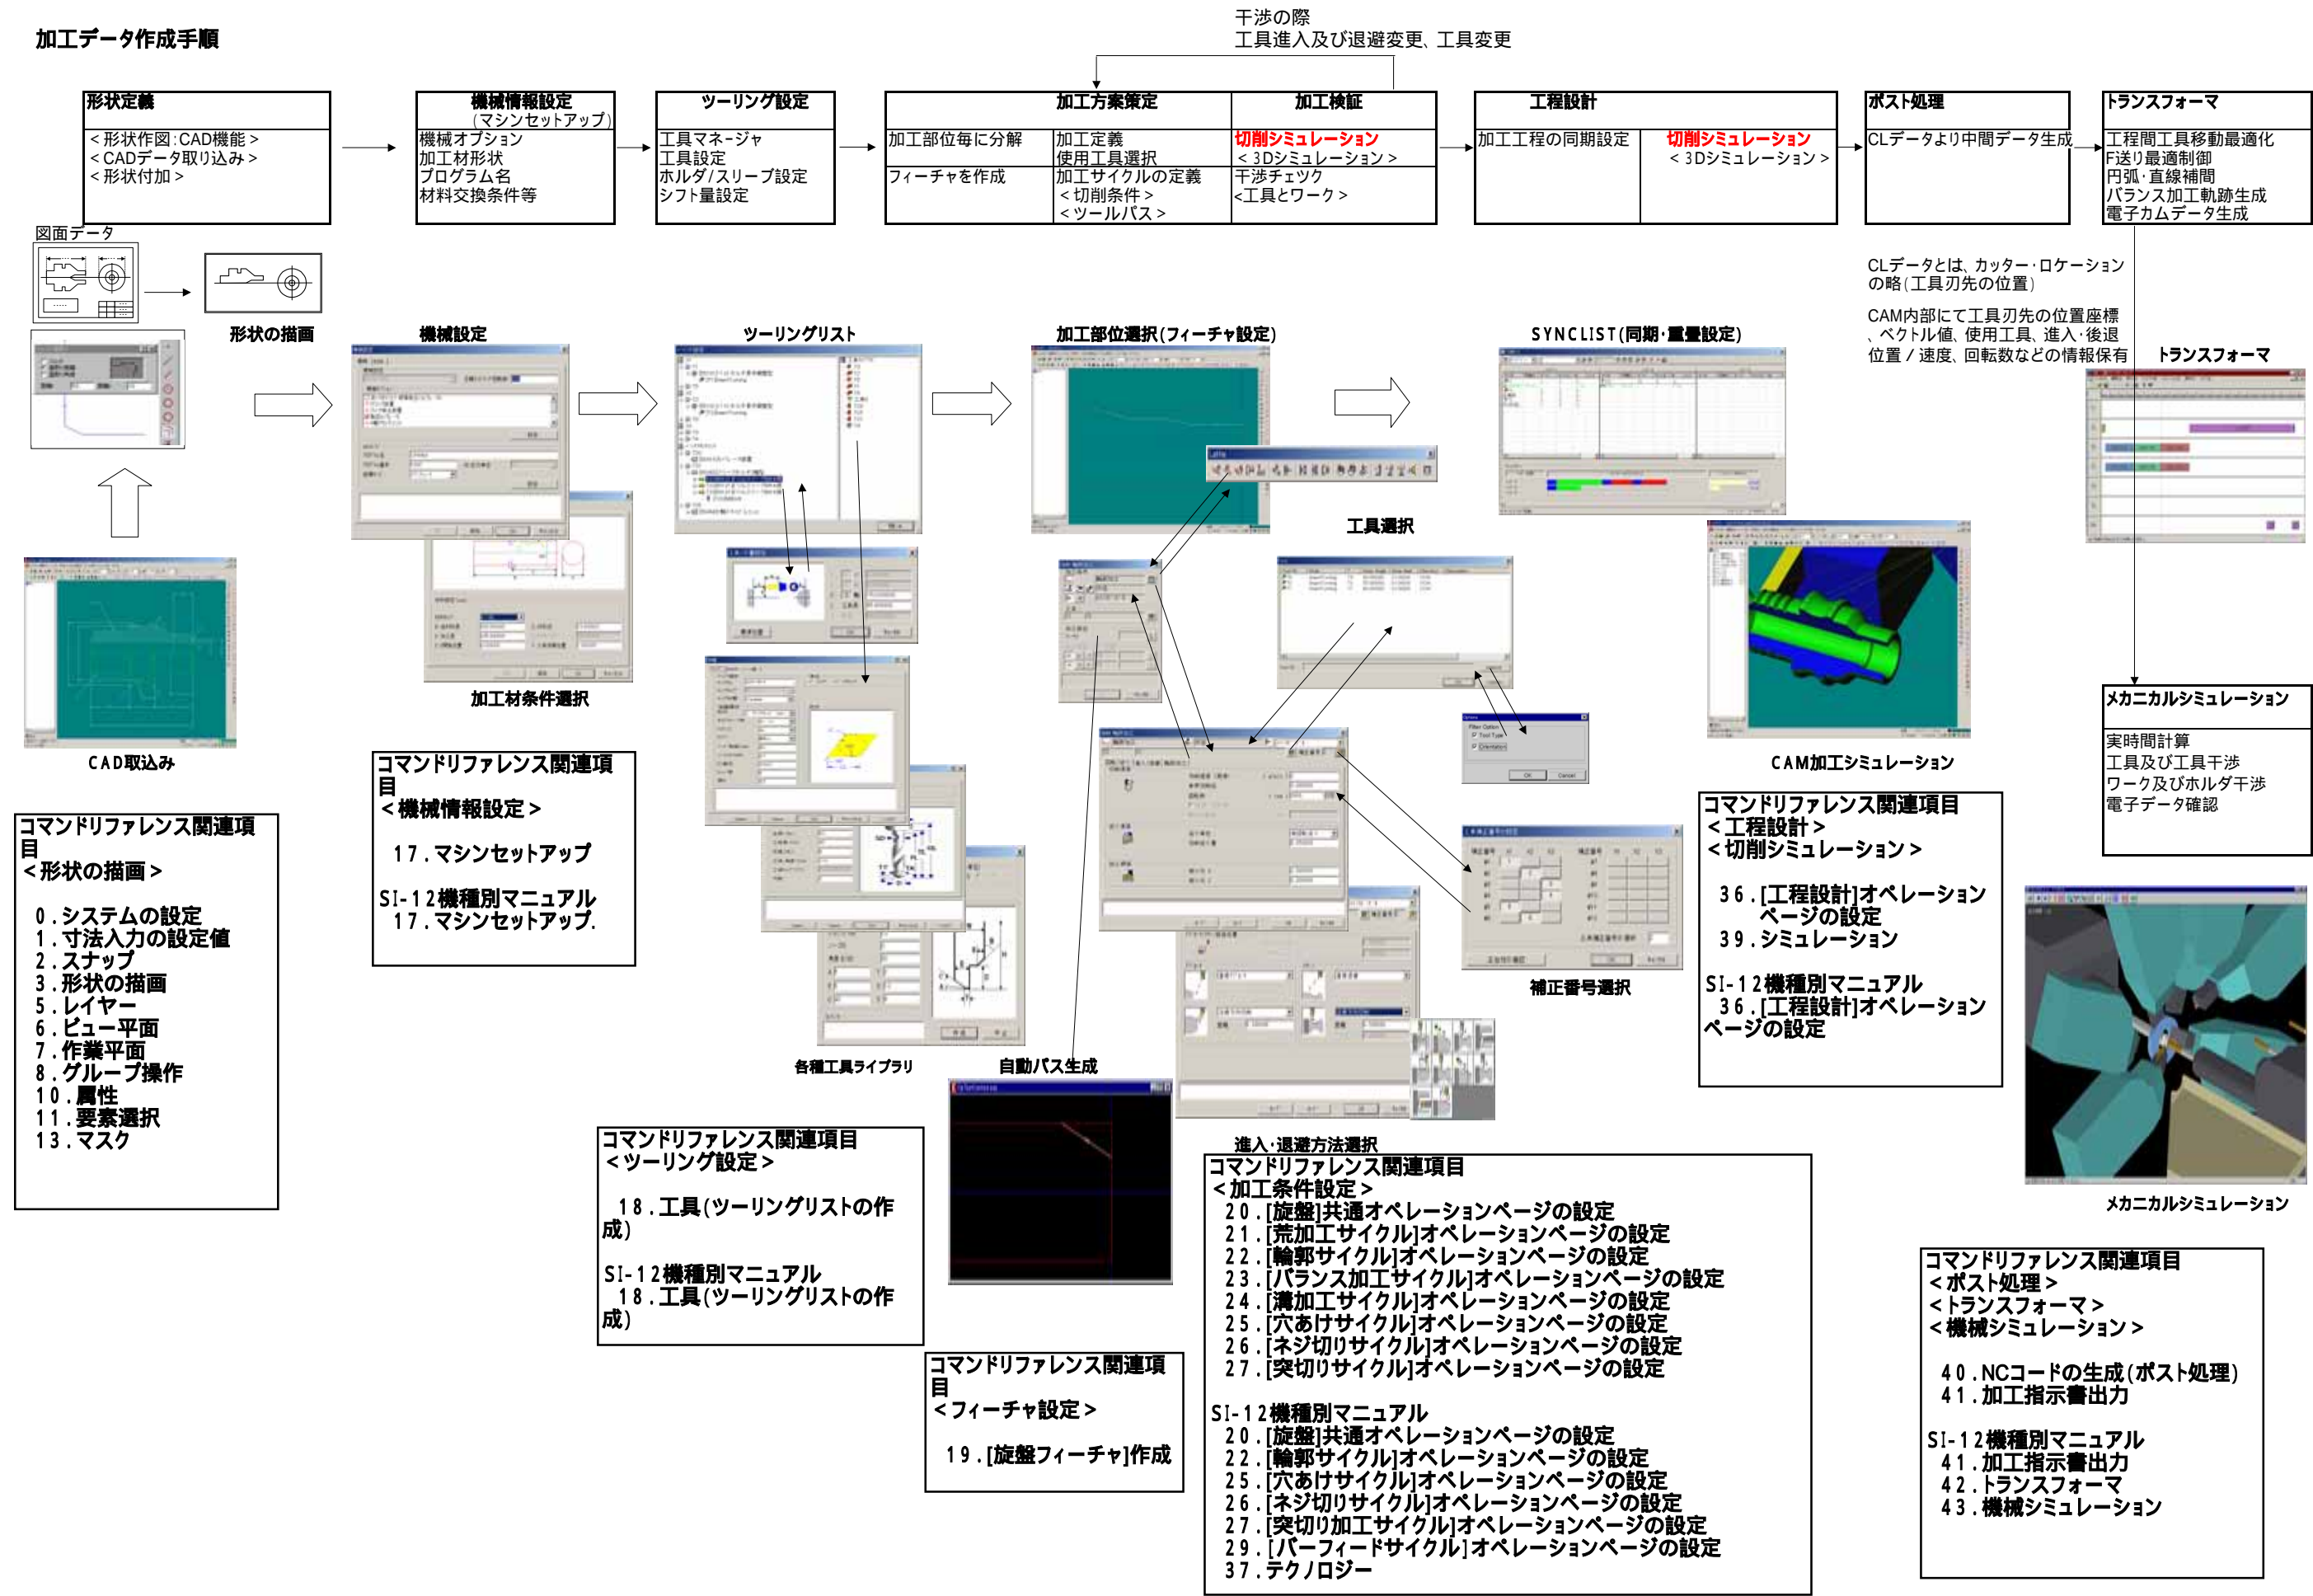 加工データ作成手順
干渉の際
工具進入及び退避変更、工具変更
形状定義
＜形状作図：CAD機能＞
＜CADデータ取り込み＞
＜形状付加＞
機械情報設定
（マシンセットアップ）
機械オプション
加工材形状
プログラム名
材料交換条件等
ツーリング設定
工具マネージャ
工具設定
ホルダ/スリーブ設定
シフト量設定
加工方案策定
加工検証
加工部位毎に分解
加工定義
使用工具選択
切削シミュレーション
＜3Dシミュレーション＞
フィーチャを作成
加工サイクルの定義
＜切削条件＞
＜ツールパス＞
干渉チェツク
<工具とワーク＞
工程設計
加工工程の同期設定
切削シミュレーション
＜3Dシミュレーション＞
ポスト処理
CLデータより中間データ生成
トランスフォーマ
工程間工具移動最適化
F送り最適制御
円弧・直線補間
バランス加工軌跡生成
電子カムデータ生成
図面データ
形状の描画
機械設定
ツーリングリスト
加工部位選択(フィーチャ設定)
SYNCLIST(同期・重畳設定)
CLデータとは、カッター・ロケーション
の略(工具刃先の位置)
CAM内部にて工具刃先の位置座標
、ベクトル値、使用工具、進入・後退
位置／速度、回転数などの情報保有
トランスフォーマ
工具選択
加工材条件選択
CAD取込み
Filter Option
Tool Type
Orientation
OK
Cancel
CAM加工シミュレーション
メカニカルシミュレーション
実時間計算
工具及び工具干渉
ワーク及びホルダ干渉
電子データ確認
コマンドリファレンス関連項
目
＜形状の描画＞
0．システムの設定
1．寸法入力の設定値
2．スナップ
3．形状の描画
5．レイヤー
6．ビュー平面
7．作業平面
8．グループ操作
10．属性
11．要素選択
13．マスク
コマンドリファレンス関連項
目
＜機械情報設定＞
17．マシンセットアップ
SI-12機種別マニュアル
17．マシンセットアップ.
各種工具ライブラリ
自動パス生成
補正番号選択
コマンドリファレンス関連項目
＜工程設計＞
＜切削シミュレーション＞
36．[工程設計]オペレーション
ページの設定
39．シミュレーション
SI-12機種別マニュアル
36．[工程設計]オペレーション
ページの設定
コマンドリファレンス関連項目
＜ツーリング設定＞
18．工具(ツーリングリストの作
成)
SI-12機種別マニュアル
18．工具(ツーリングリストの作
成)
コマンドリファレンス関連項
目
＜フィーチャ設定＞
19．[旋盤フィーチャ]作成
進入・退避方法選択
コマンドリファレンス関連項目
＜加工条件設定＞
20．[旋盤]共通オペレーションページの設定
21．[荒加工サイクル]オペレーションページの設定
22．[輪郭サイクル]オペレーションページの設定
23．[バランス加工サイクル]オペレーションページの設定
24．[溝加工サイクル]オペレーションページの設定
25．[穴あけサイクル]オペレーションページの設定
26．[ネジ切りサイクル]オペレーションページの設定
27．[突切りサイクル]オペレーションページの設定
SI-12機種別マニュアル
20．[旋盤]共通オペレーションページの設定
22．[輪郭サイクル]オペレーションページの設定
25．[穴あけサイクル]オペレーションページの設定
26．[ネジ切りサイクル]オペレーションページの設定
27．[突切り加工サイクル]オペレーションページの設定
29．[バーフィードサイクル]オペレーションページの設定
37．テクノロジー
メカニカルシミュレーション
コマンドリファレンス関連項目
＜ポスト処理＞
＜トランスフォーマ＞
＜機械シミュレーション＞
40．NCコードの生成(ポスト処理)
41．加工指示書出力
SI-12機種別マニュアル
41．加工指示書出力
42．トランスフォーマ
43．機械シミュレーション